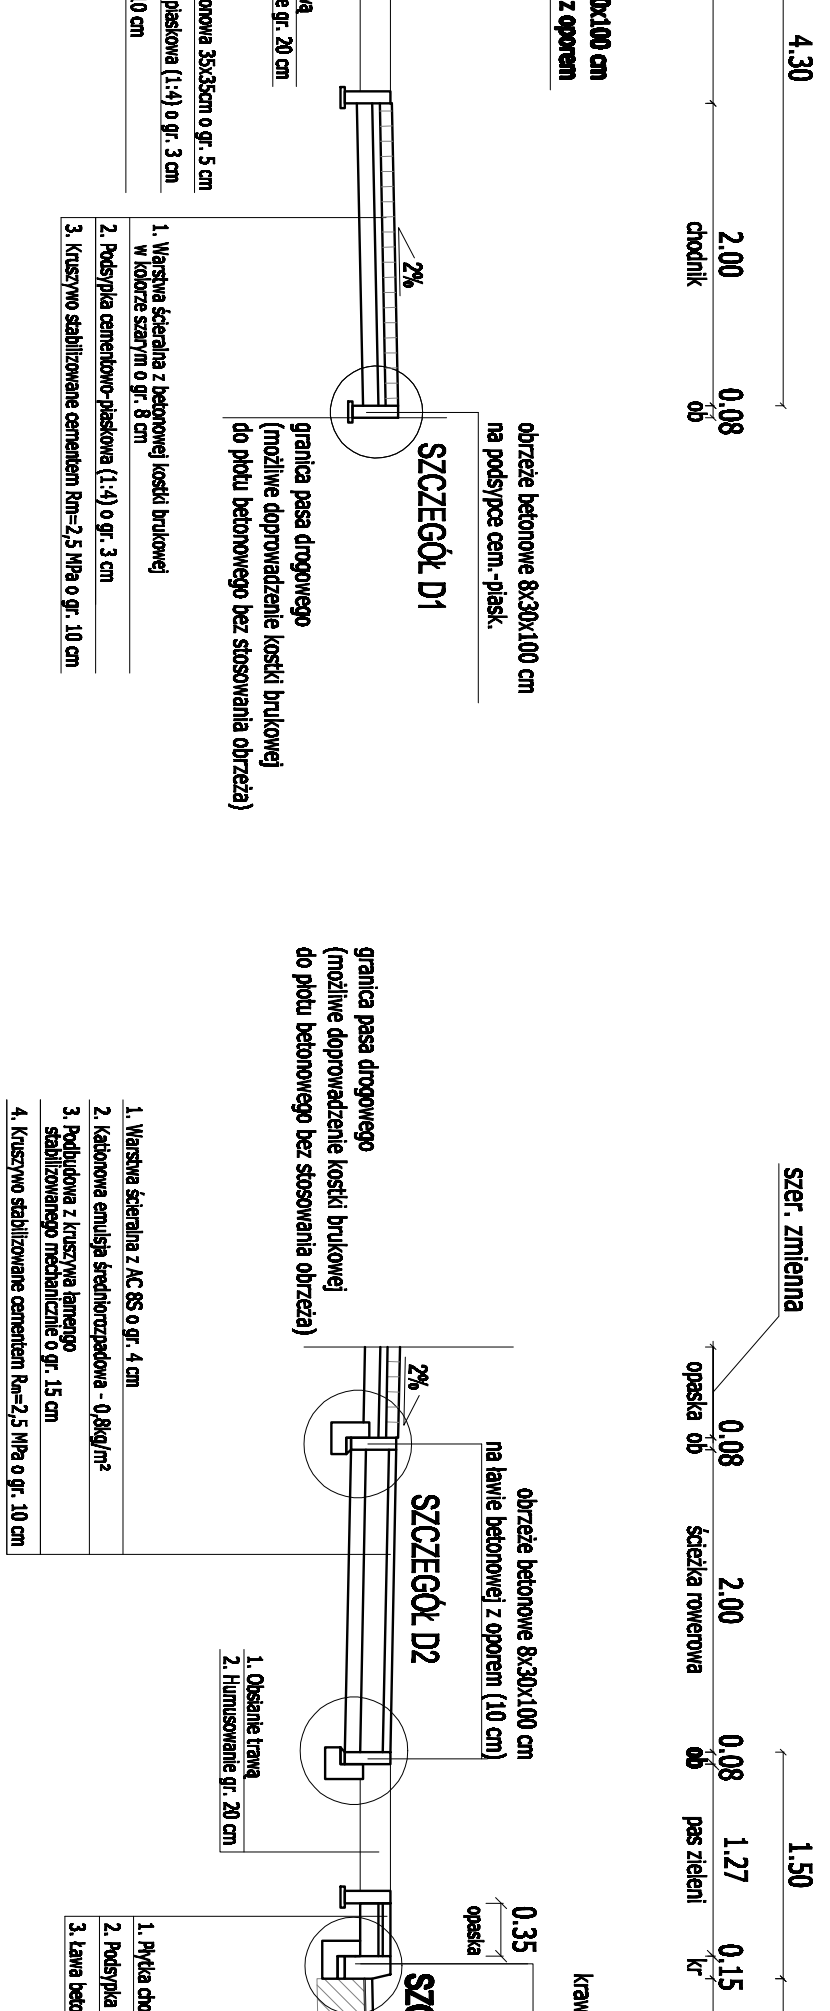 4.30
0x100 cm
z oporem
2.00
chodnik
0.08
ob
2%
gr. 20 cm
onowa 35x35cm o gr. 5 cm
piaskowa (1:4) o gr. 3 cm
0 cm
1. Warstwa ścieralna z betonowej kostki brukowej
w kolorze szarym o gr. 8 cm
2. Podsypka cementowo-piaskowa (1:4) o gr. 3 cm
3. Kruszywo stabilizowane cementem Rm=2,5 MPa o gr. 10 cm
obrzeże betonowe 8x30x100 cm
na podsypce cem.-piask.
SZCZEGÓŁ D1
granica pasa drogowego
(możliwe doprowadzenie kostki brukowej
do płotu betonowego bez stosowania obrzeża)
granica pasa drogowego
(możliwe doprowadzenie kostki brukowej
do płotu betonowego bez stosowania obrzeża)
szer. zmienna
0.08
opaska ob
2.00
ścieżka rowerowa
0.08
ob
1.50
1.27
pas zieleni
0.15
kr
2%
obrzeże betonowe 8x30x100 cm
na ławie betonowej z oporem (10 cm)
SZCZEGÓŁ D2
1. Warstwa ścieralna z AC 8S o gr. 4 cm
2. Kationowa emulsja średniorozpadowa - 0,8kg/m²
3. Podbudowa z kruszywa łamengo
stabilizowanego mechanicznie o gr. 15 cm
4. Kruszywo stabilizowane cementem Rm=2,5 MPa o gr. 10 cm
1. Obsianie trawą
2. Humusowanie gr. 20 cm
0.35
opaska
kraw
1. Płytka cho
2. Podsypka
3. Ława beto